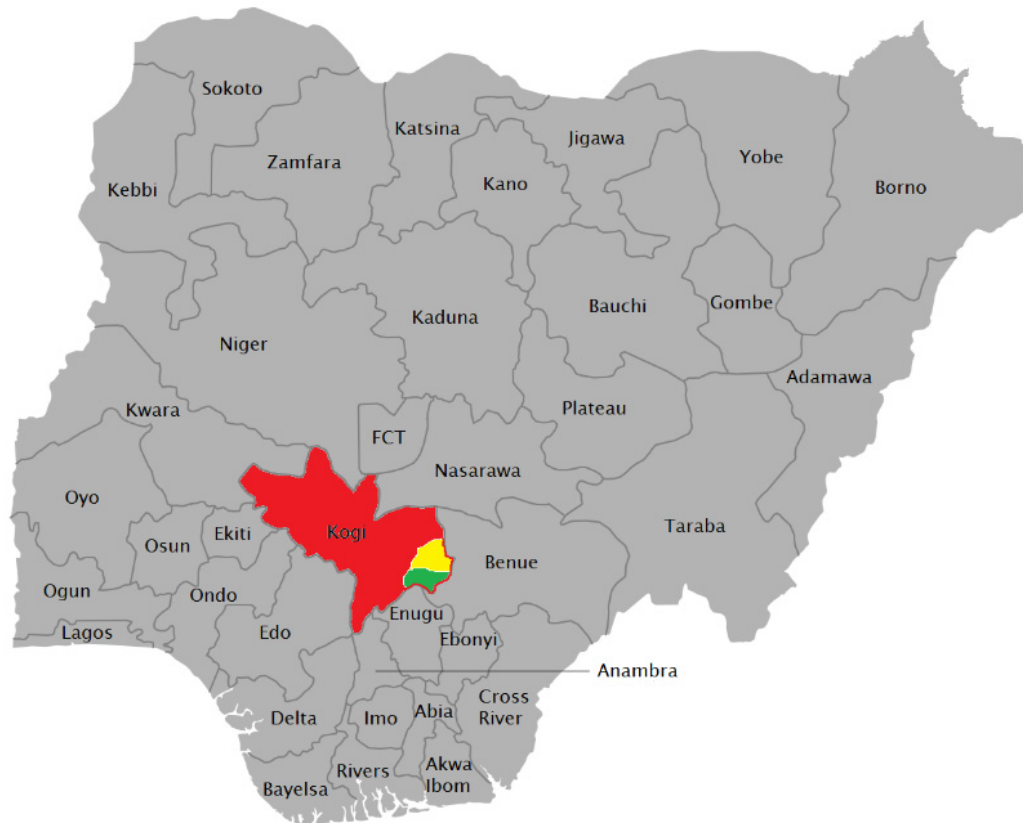 Sokoto
Katsina
Jigawa
Yobe
Zamfara
Kano
Borno
Kebbi
Bauchi
Gombe
Kaduna
Niger
Adamawa
Kwara
Plateau
FCT
Nasarawa
Oyo
Taraba
Kogi
Ekiti
Osun
Benue
Ogun
Ondo
Enugu
Lagos
Edo
Ebonyi
Anambra
Cross
River
Abia
Delta
Imo
Rivers
Akwa
Ibom
Bayelsa